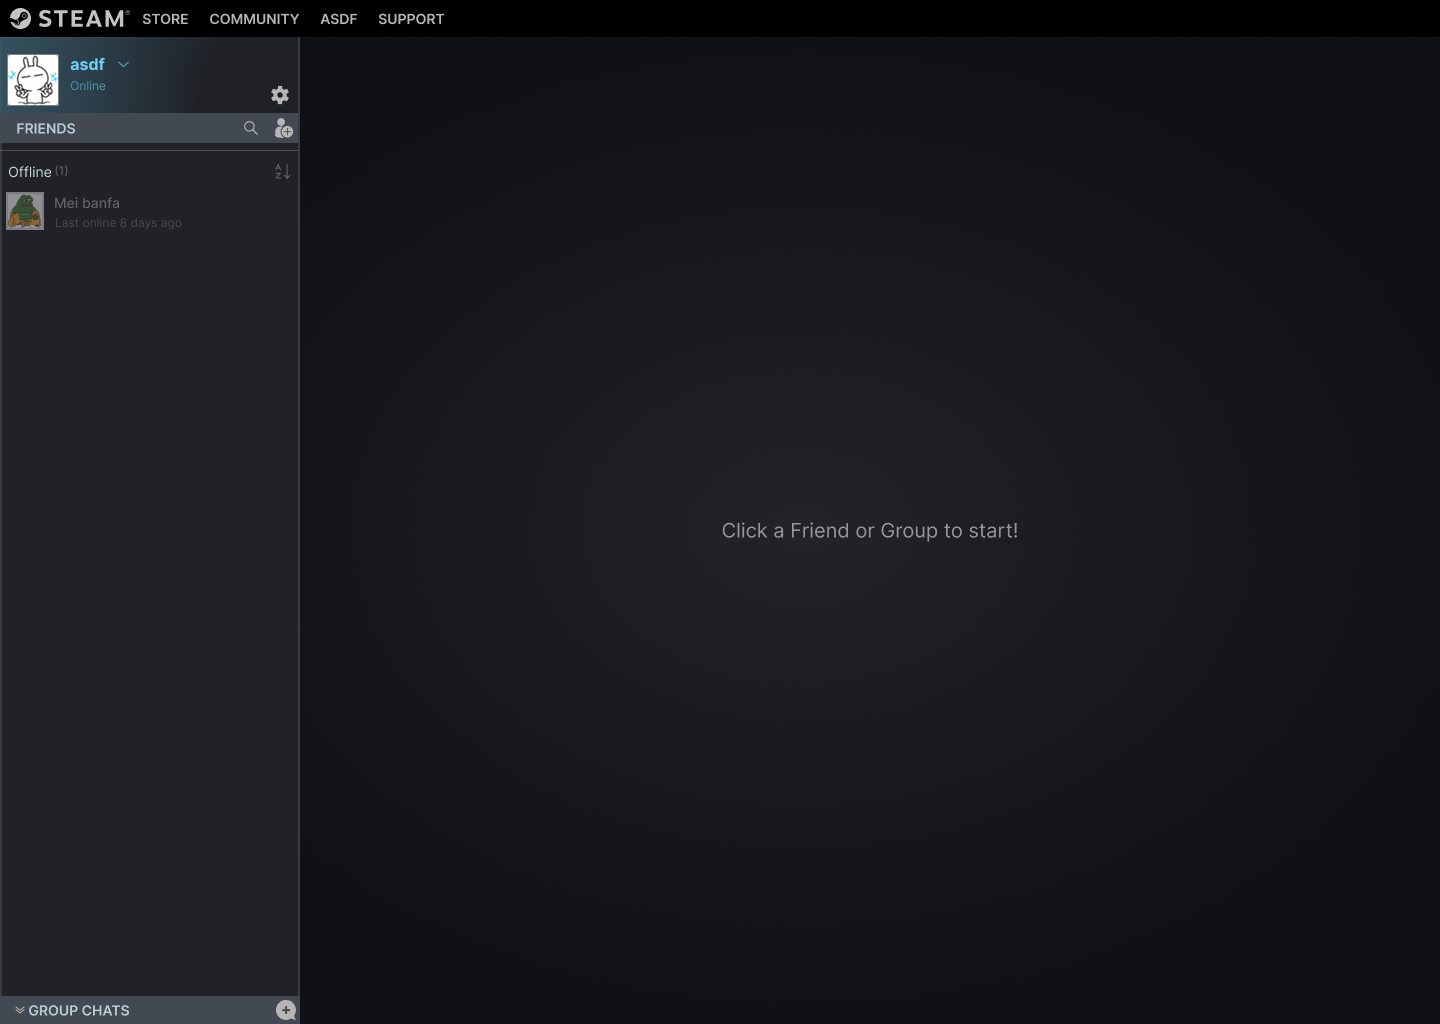 STEAM® STORE COMMUNITY ASDF SUPPORT
asdf
Online
FRIENDS
Offline (1)
A
Z
Mei banfa
Last online 8 days ago
Click a Friend or Group to start!
GROUP CHATS